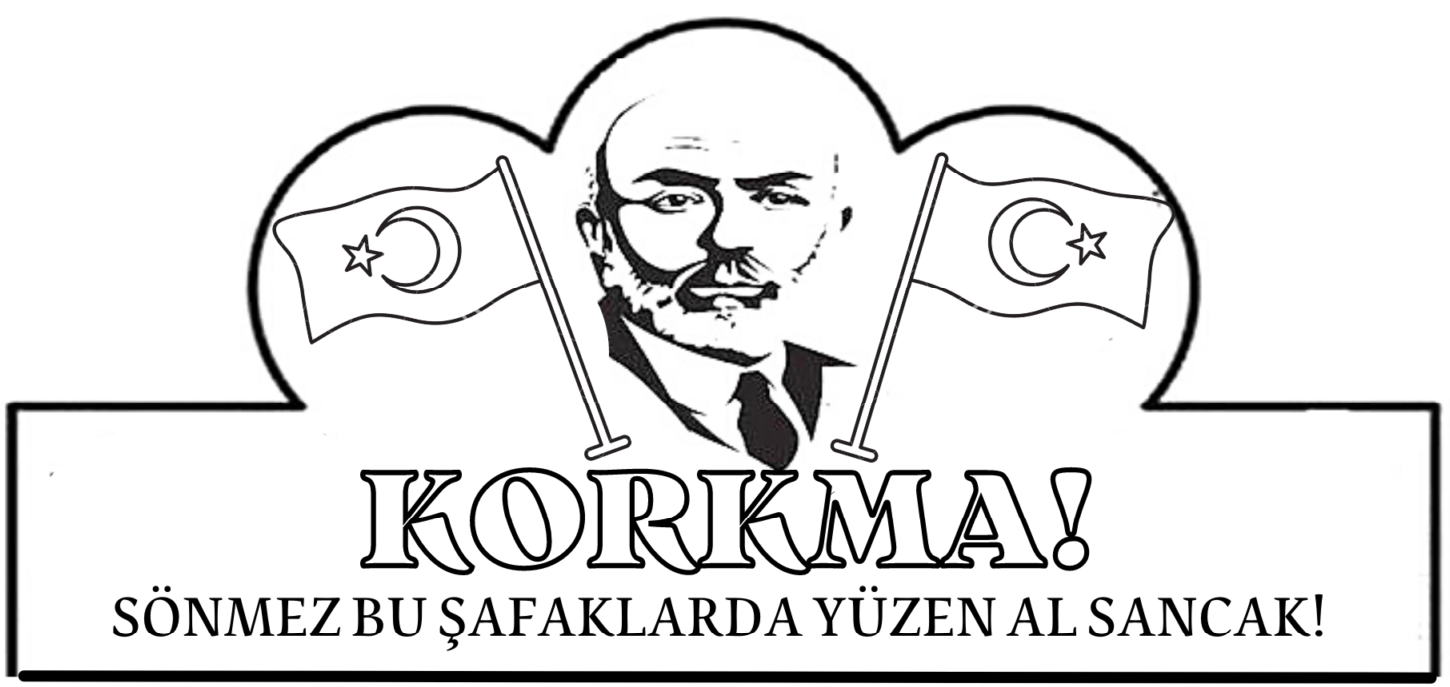 KORKMA!
SÖNMEZ BU ŞAFAKLARDA YÜZEN AL SANCAK!